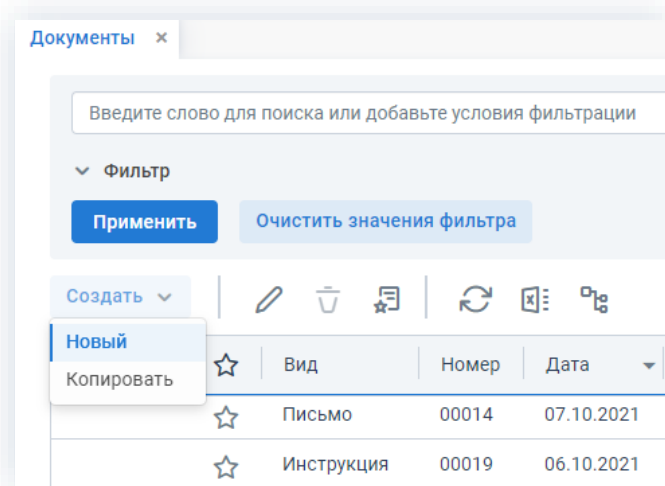 Документы ×
Введите слово для поиска или добавьте условия фильтрации
Фильтр
Применить Очистить значения фильтра
Создать
Новый
Копировать
Вид Номер Дата
Письмо 00014 07.10.2021
Инструкция 00019 06.10.2021